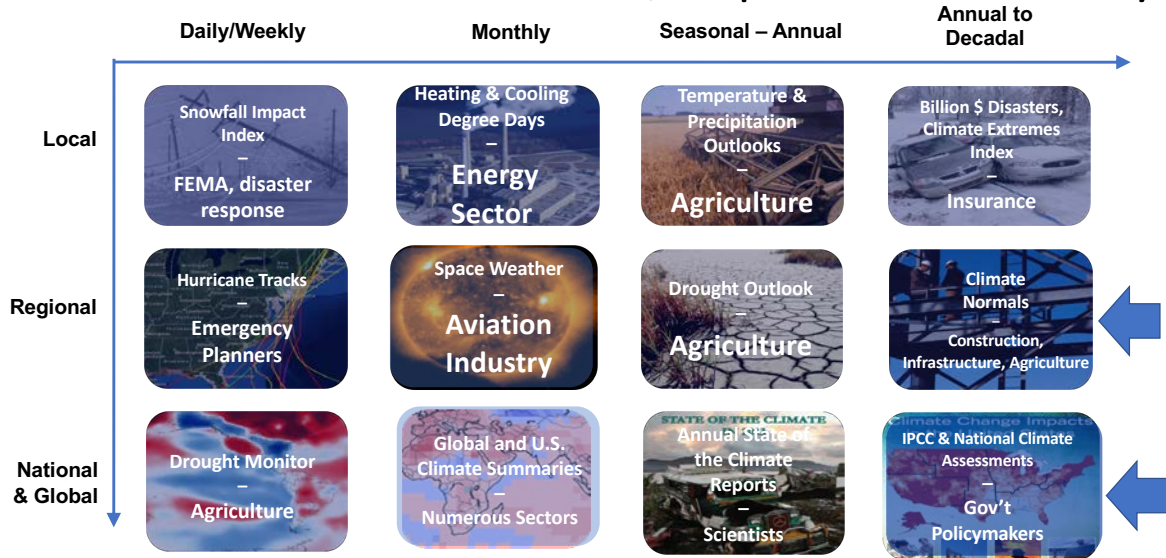 Daily/Weekly
Monthly
Seasonal – Annual
Annual to
Decadal
Local
Snowfall Impact
Index
–
FEMA, disaster
response
Heating & Cooling
Degree Days
–
Energy
Sector
Temperature &
Precipitation
Outlooks
–
Agriculture
Billion $ Disasters,
Climate Extremes
Index
–
Insurance
Regional
Hurricane Tracks
–
Emergency
Planners
Space Weather
–
Aviation
Industry
Drought Outlook
–
Agriculture
Climate
Normals
–
Construction,
Infrastructure, Agriculture
National
& Global
Drought Monitor
–
Agriculture
Global and U.S.
Climate Summaries
–
Numerous Sectors
STATE OF THE CLIMATE
Annual State of
the Climate
Reports
–
Scientists
Climate Change Impacts
IPCC & National Climate
Assessments
–
Gov't
Policymakers